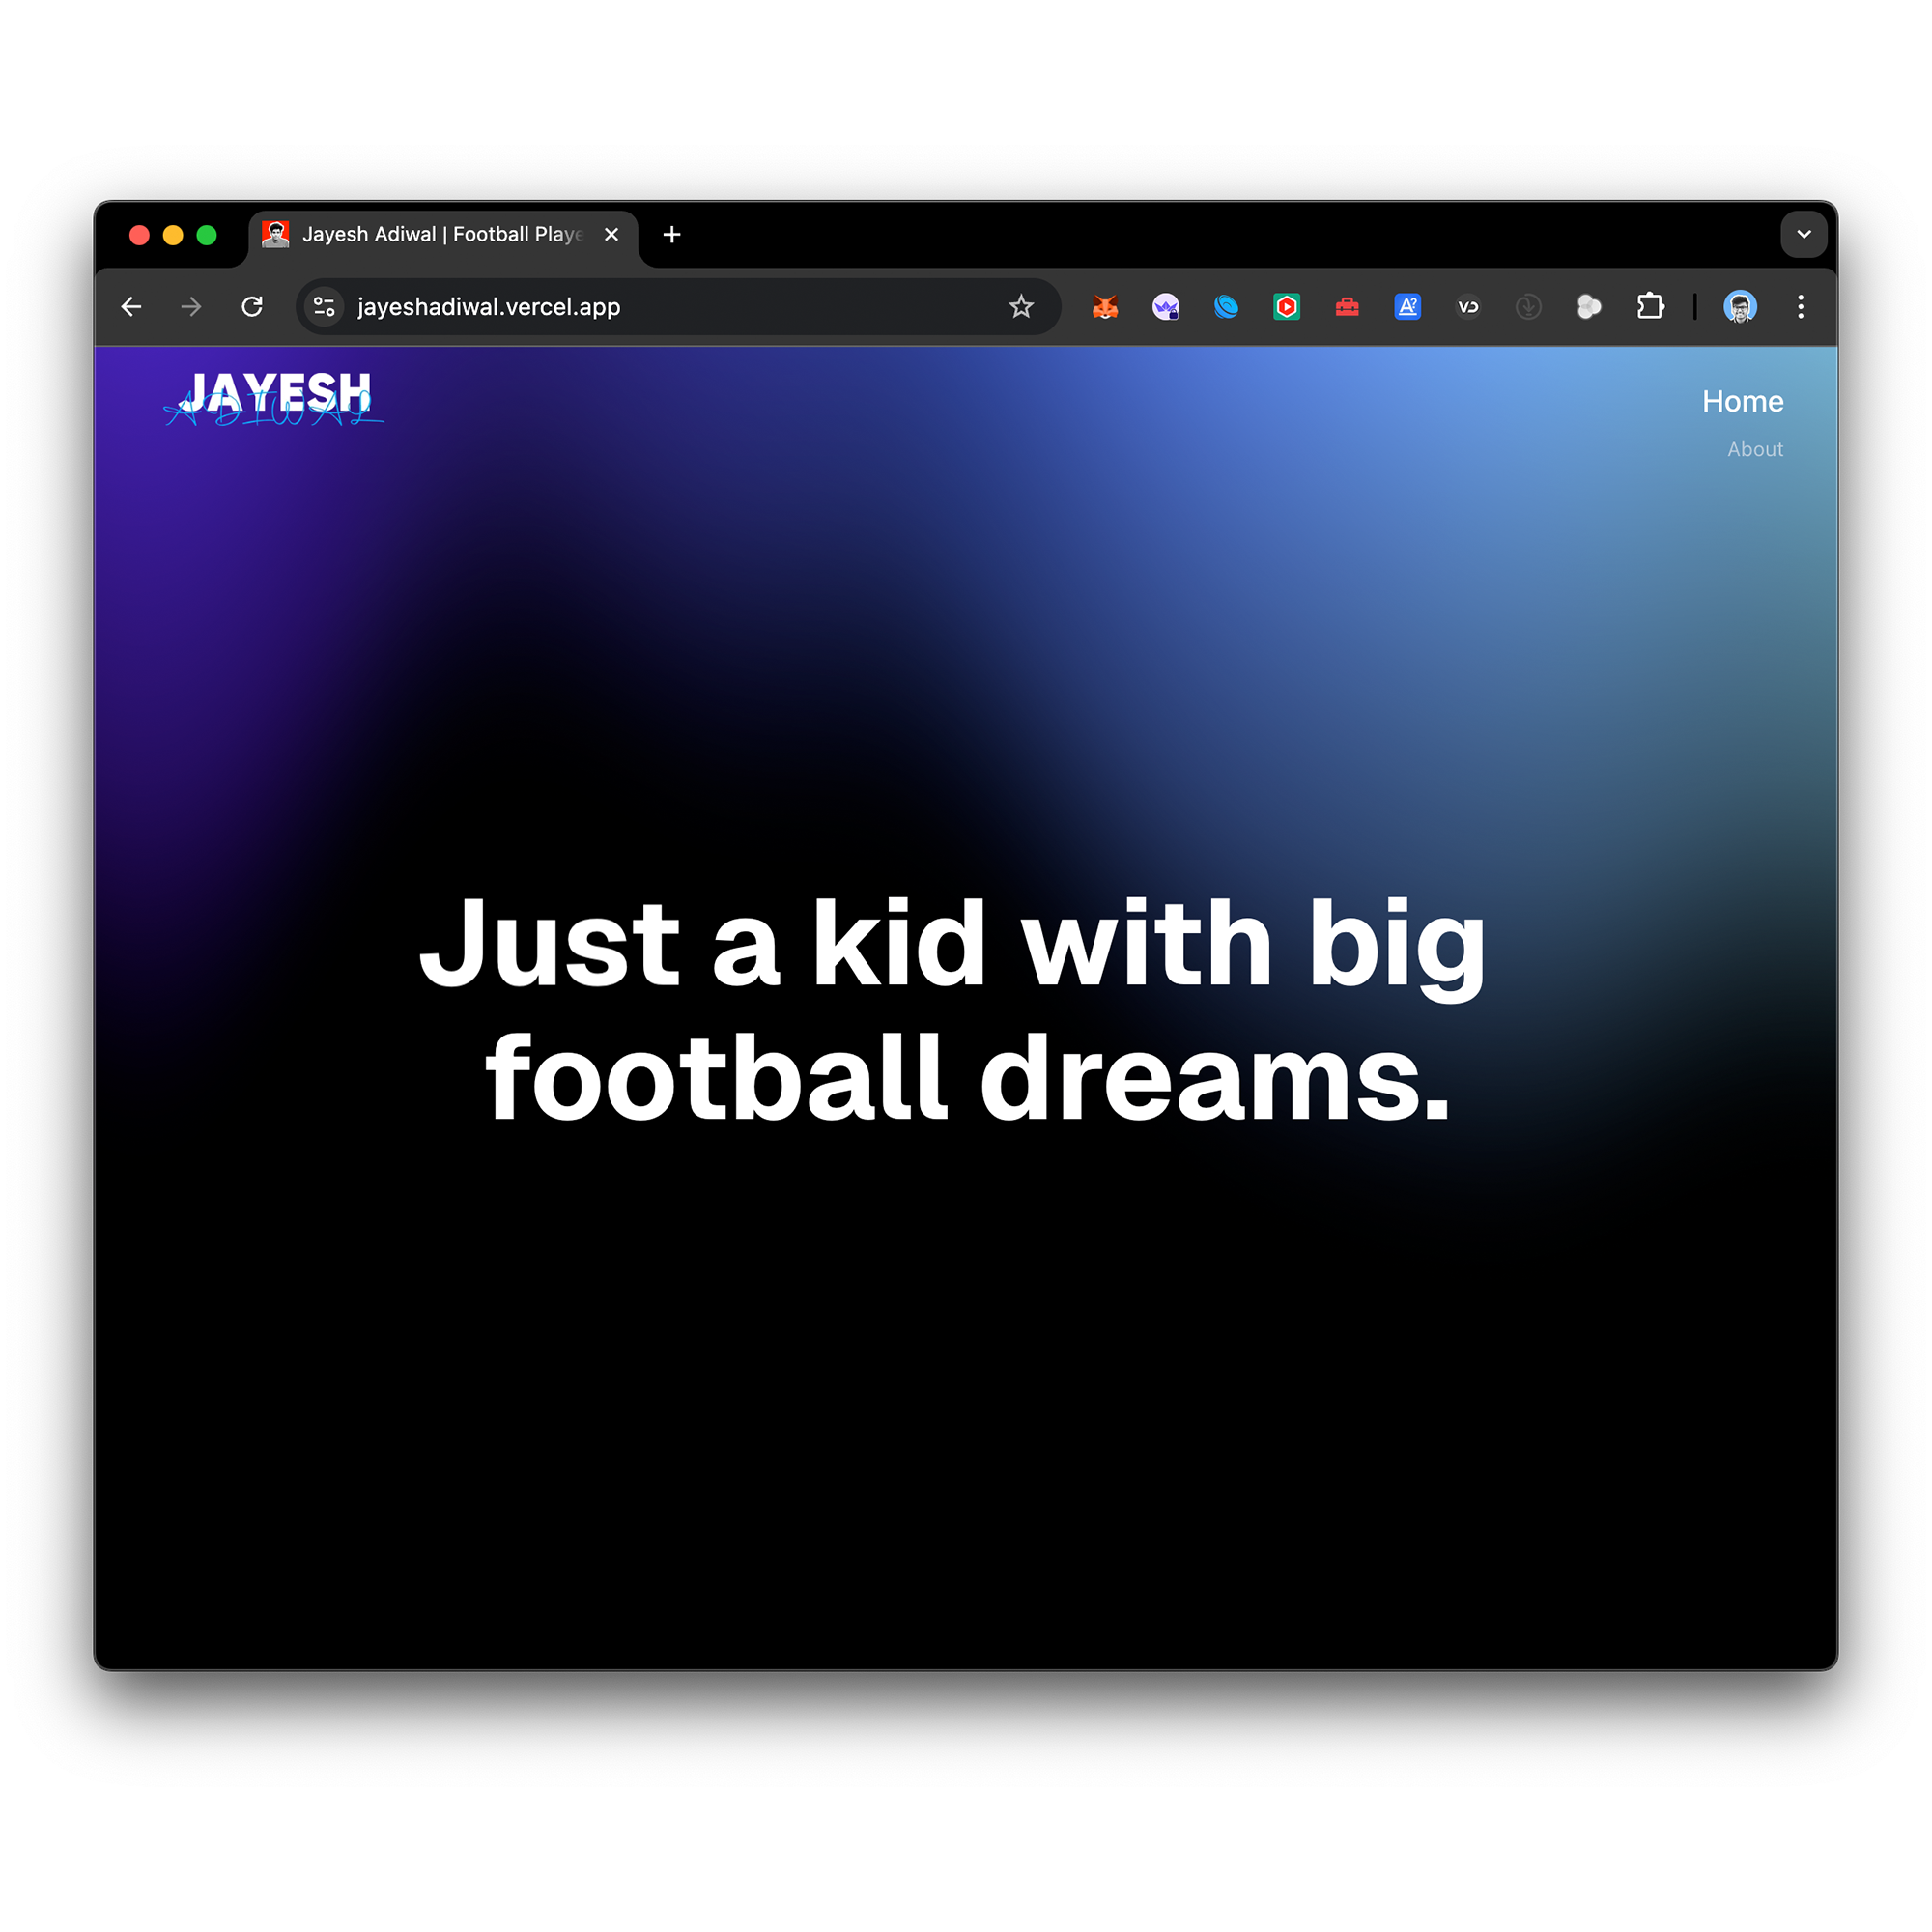 Jayesh Adiwal | Football Playe
jayeshadiwal.vercel.app
JAYESH
ADIWAL
Home
About
Just a kid with big
football dreams.